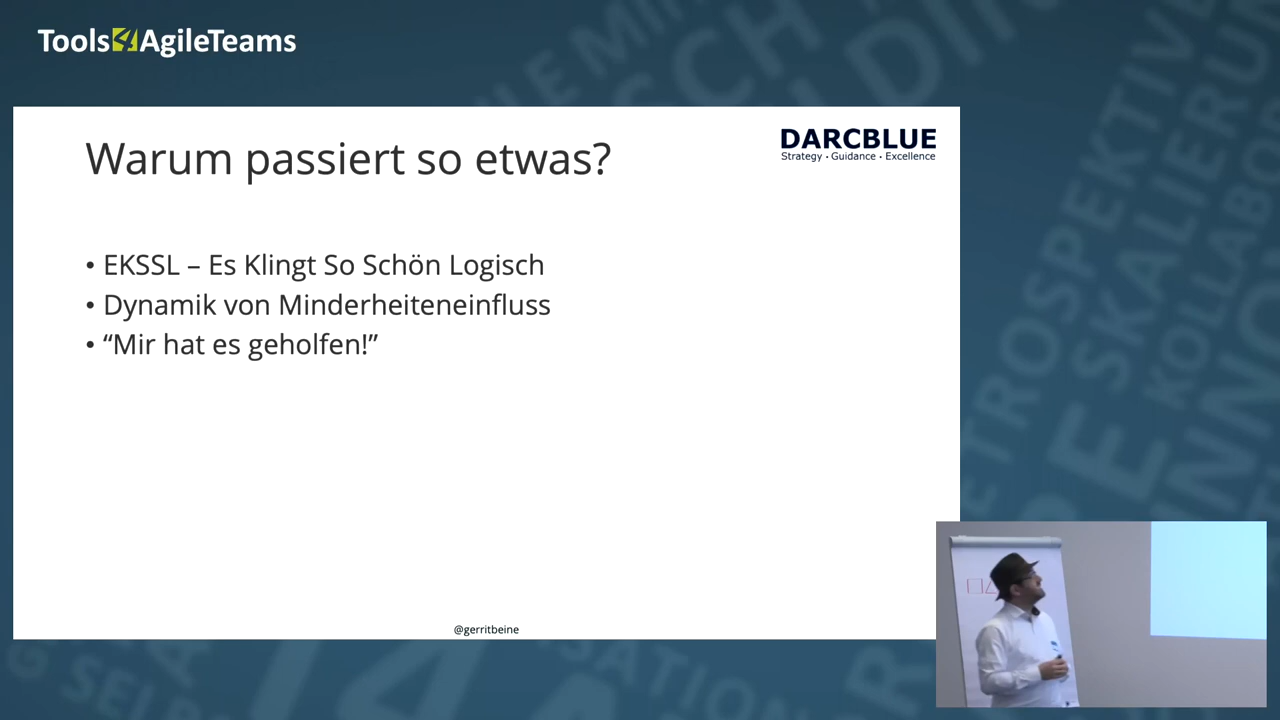 Tools4AgileTeams
Warum passiert so etwas?
DARCBLUE
Strategy • Guidance • Excellence
• EKSSL – Es Klingt So Schön Logisch
• Dynamik von Minderheiteneinfluss
• “Mir hat es geholfen!”
@gerritbeine